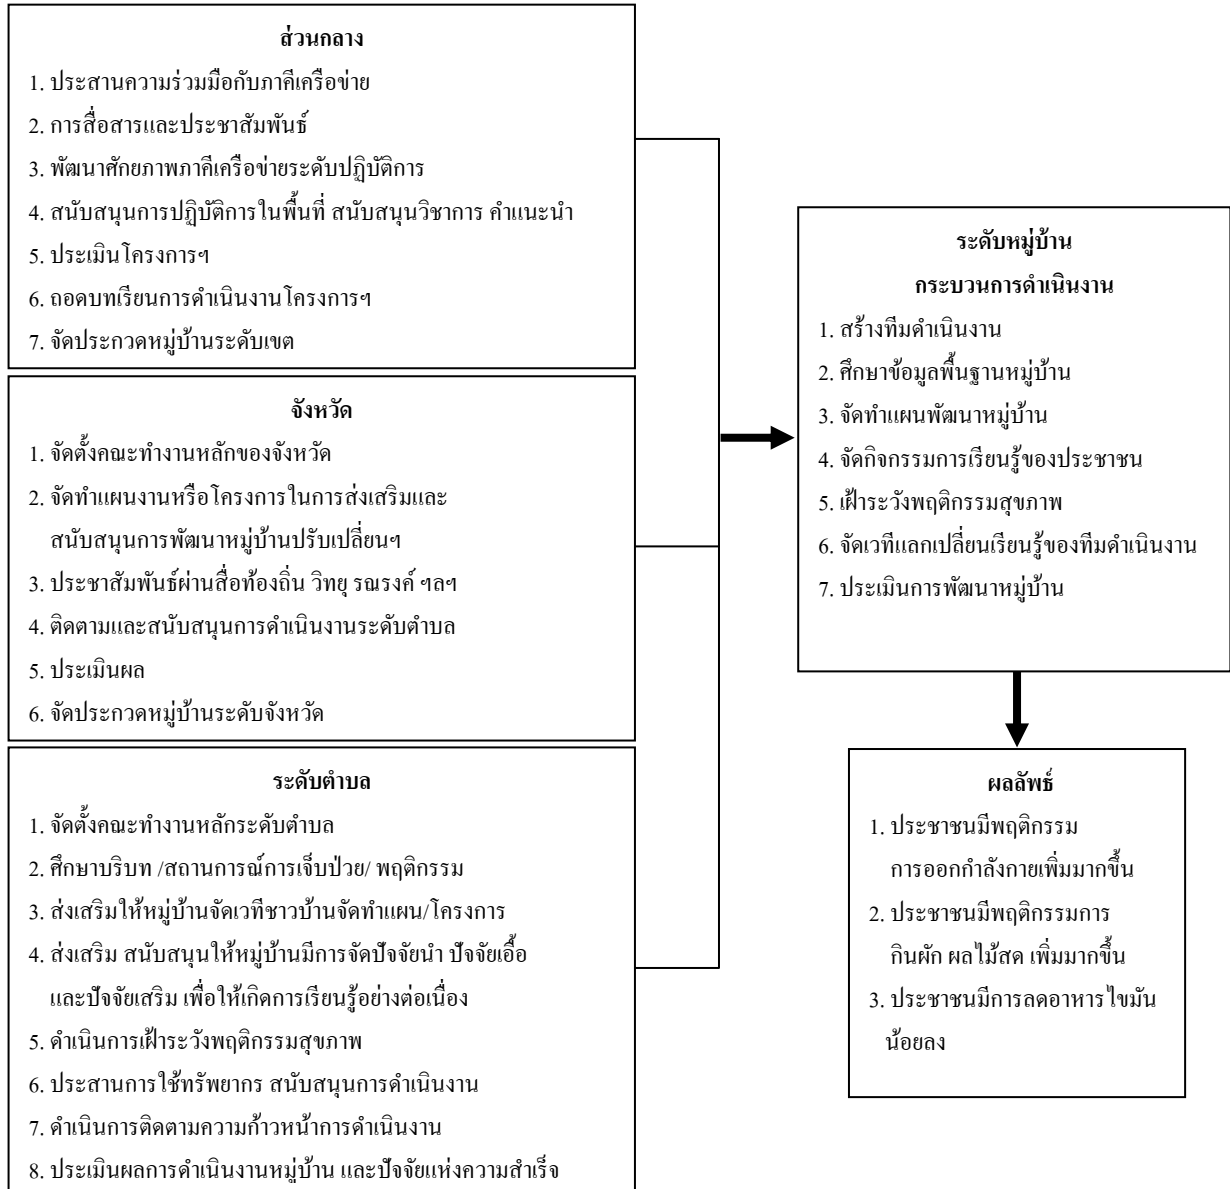 ส่วนกลาง
1. ประสานความร่วมมือกับภาคีเครือข่าย
2. การสื่อสารและประชาสัมพันธ์
3. พัฒนาศักยภาพภาคีเครือข่ายระดับปฏิบัติการ
4. สนับสนุนการปฏิบัติการในพื้นที่ สนับสนุนวิชาการ คำแนะนำ
5. ประเมินโครงการฯ
6. ถอดบทเรียนการดำเนินงานโครงการฯ
7. จัดประกวดหมู่บ้านระดับเขต
จังหวัด
1. จัดตั้งคณะทำงานหลักของจังหวัด
2. จัดทำแผนงานหรือโครงการในการส่งเสริมและ
สนับสนุนการพัฒนาหมู่บ้านปรับเปลี่ยนฯ
3. ประชาสัมพันธ์ผ่านสื่อท้องถิ่น วิทยุ รณรงค์ ฯลฯ
4. ติดตามและสนับสนุนการดำเนินงานระดับตำบล
5. ประเมินผล
6. จัดประกวดหมู่บ้านระดับจังหวัด
ระดับตำบล
1. จัดตั้งคณะทำงานหลักระดับตำบล
2. ศึกษาบริบท /สถานการณ์การเจ็บป่วย/ พฤติกรรม
3. ส่งเสริมให้หมู่บ้านจัดเวทีชาวบ้านจัดทำแผน/โครงการ
4. ส่งเสริม สนับสนุนให้หมู่บ้านมีการจัดปัจจัยนำ ปัจจัยเอื้อ
และปัจจัยเสริม เพื่อให้เกิดการเรียนรู้อย่างต่อเนื่อง
5. ดำเนินการเฝ้าระวังพฤติกรรมสุขภาพ
6. ประสานการใช้ทรัพยากร สนับสนุนการดำเนินงาน
7. ดำเนินการติดตามความก้าวหน้าการดำเนินงาน
8. ประเมินผลการดำเนินงานหมู่บ้าน และปัจจัยแห่งความสำเร็จ
ระดับหมู่บ้าน
กระบวนการดำเนินงาน
1. สร้างทีมดำเนินงาน
2. ศึกษาข้อมูลพื้นฐานหมู่บ้าน
3. จัดทำแผนพัฒนาหมู่บ้าน
4. จัดกิจกรรมการเรียนรู้ของประชาชน
5. เฝ้าระวังพฤติกรรมสุขภาพ
6. จัดเวทีแลกเปลี่ยนเรียนรู้ของทีมดำเนินงาน
7. ประเมินการพัฒนาหมู่บ้าน
ผลลัพธ์
1. ประชาชนมีพฤติกรรม
การออกกำลังกายเพิ่มมากขึ้น
2. ประชาชนมีพฤติกรรมการ
กินผัก ผลไม้สด เพิ่มมากขึ้น
3. ประชาชนมีการลดอาหารไขมัน
น้อยลง